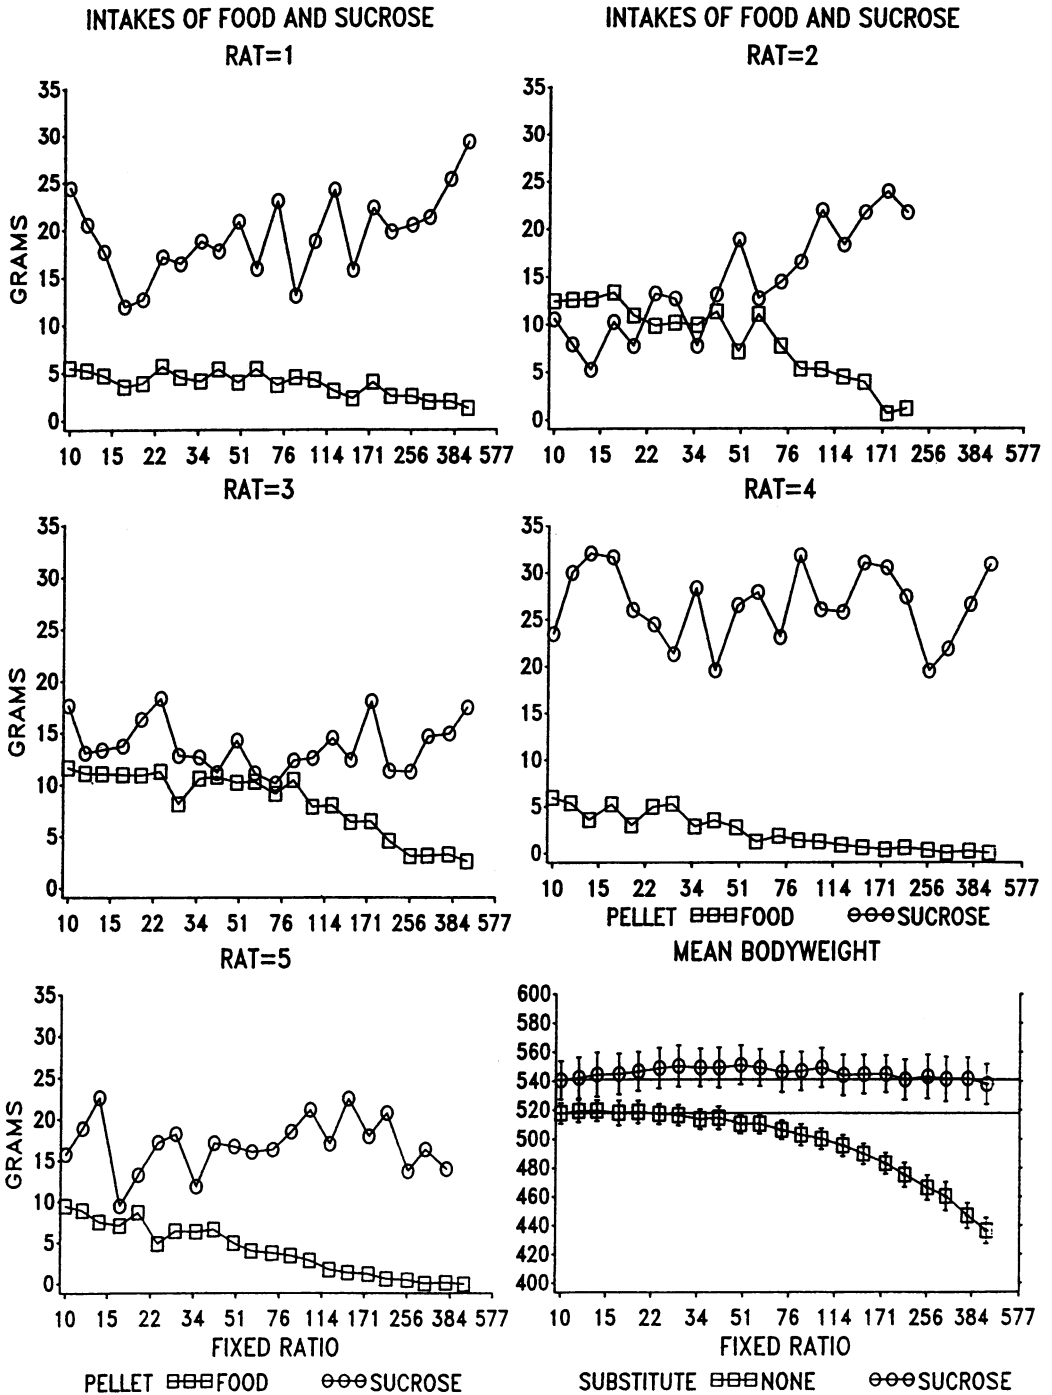 INTAKES OF FOOD AND SUCROSE
RAT=1
GRAMS
35
30
25
20
15
10
5
0
10 15 22 34 51 76 114 171 256 384 577
INTAKES OF FOOD AND SUCROSE
RAT=2
35
30
25
20
15
10
5
0
10 15 22 34 51 76 114 171 256 384 577
RAT=3
GRAMS
35
30
25
20
15
10
5
0
10 15 22 34 51 76 114 171 256 384 577
RAT=4
35
30
25
20
15
10
5
0
10 15 22 34 51 76 114 171 256 384 577
PELLET FOOD SUCROSE
RAT=5
GRAMS
35
30
25
20
15
10
5
0
10 15 22 34 51 76 114 171 256 384 577
FIXED RATIO
PELLET FOOD SUCROSE
MEAN BODYWEIGHT
600
580
560
540
520
500
480
460
440
420
400
10 15 22 34 51 76 114 171 256 384 577
FIXED RATIO
SUBSTITUTE NONE SUCROSE